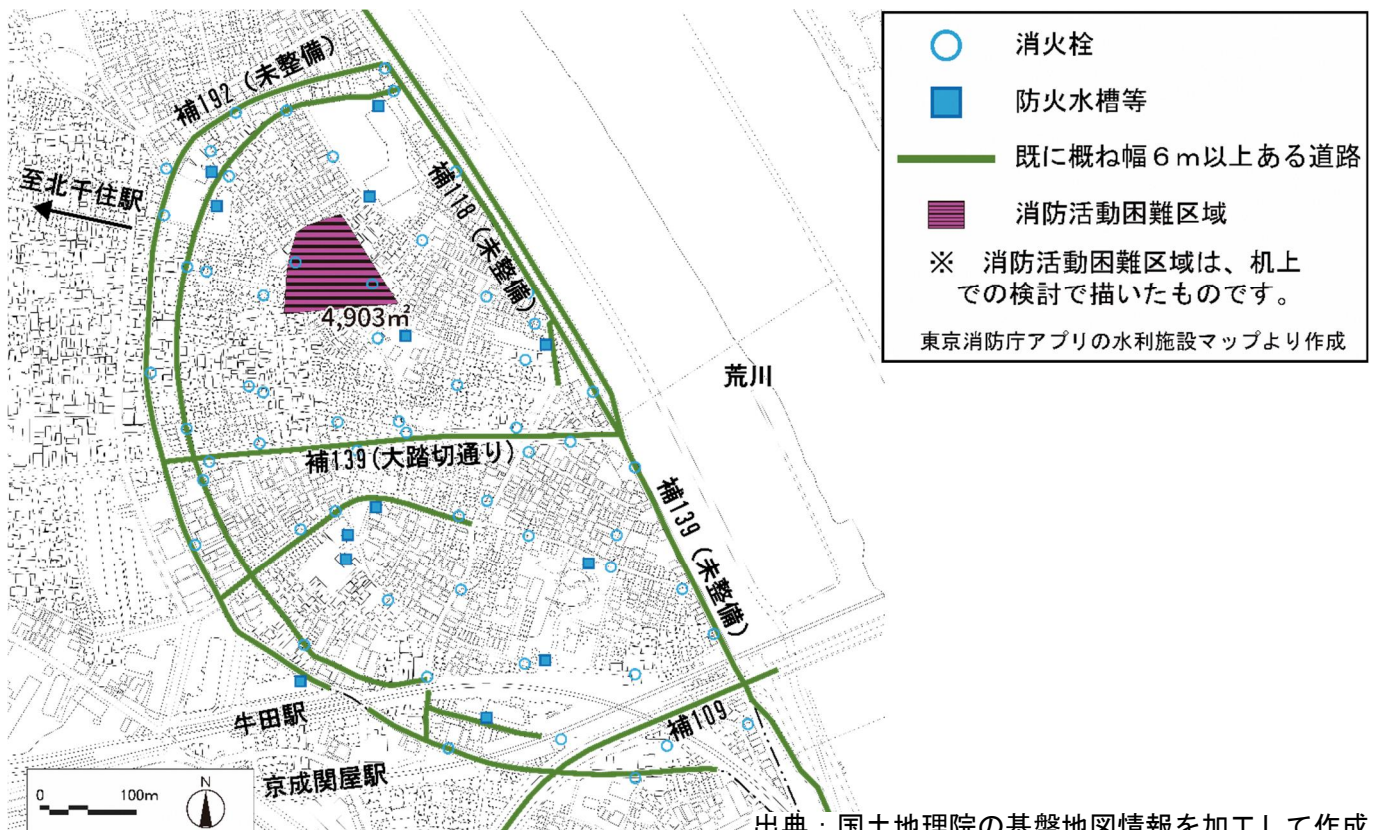 補192（未整備）
至北千住駅
補118（未整備）
4,903㎡
荒川
補139(大踏切通り)
補139（未整備）
牛田駅
補109
京成関屋駅
0
100m
N
消火栓
防火水槽等
既に概ね幅６ｍ以上ある道路
消防活動困難区域
※　消防活動困難区域は、机上
での検討で描いたものです。
東京消防庁アプリの水利施設マップより作成
出典：国土地理院の基盤地図情報を加工して作成